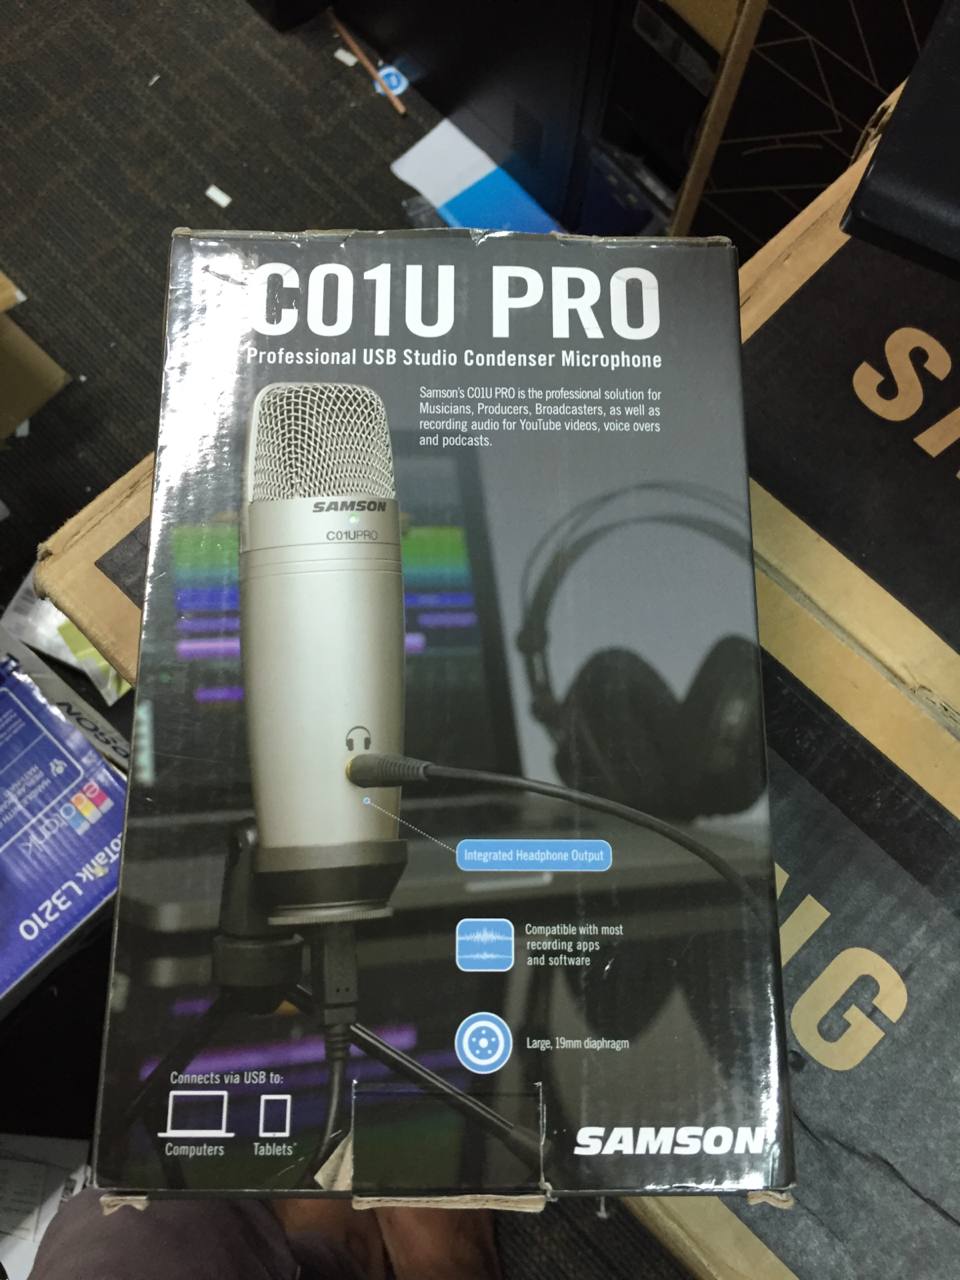 C01U PRO
Professional USB Studio Condenser Microphone
Samson's C01U PRO is the professional solution for
Musicians, Producers, Broadcasters, as well as
recording audio for YouTube videos, voice overs
and podcasts.
SAMSON
C01UPRO
Integrated Headphone Output
Compatible with most
recording apps
and software
Large, 19mm diaphragm
Connects via USB to:
Computers
Tablets*
SAMSON
L3210